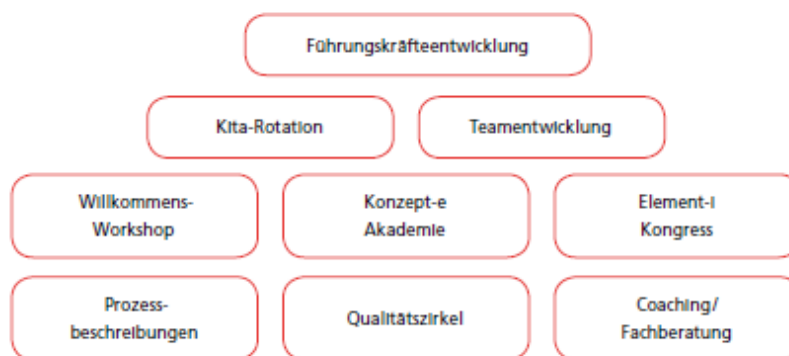 Führungskräfteentwicklung
Kita-Rotation
Teamentwicklung
Willkommens-
Workshop
Konzept-e
Akademie
Element-i
Kongress
Prozess-
beschreibungen
Qualitätszirkel
Coaching/
Fachberatung